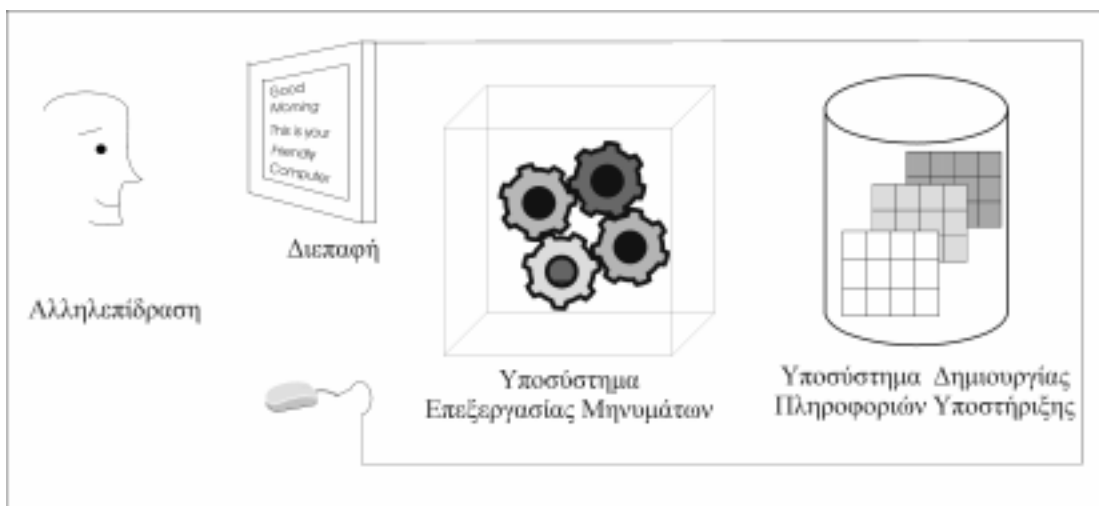 Good
Morning
This is your
Friendly
Computer
Διεπαφή
Αλληλεπίδραση
Υποσύστημα
Επεξεργασίας Μηνυμάτων
Υποσύστημα Δημιουργίας
Πληροφοριών Υποστήριξης